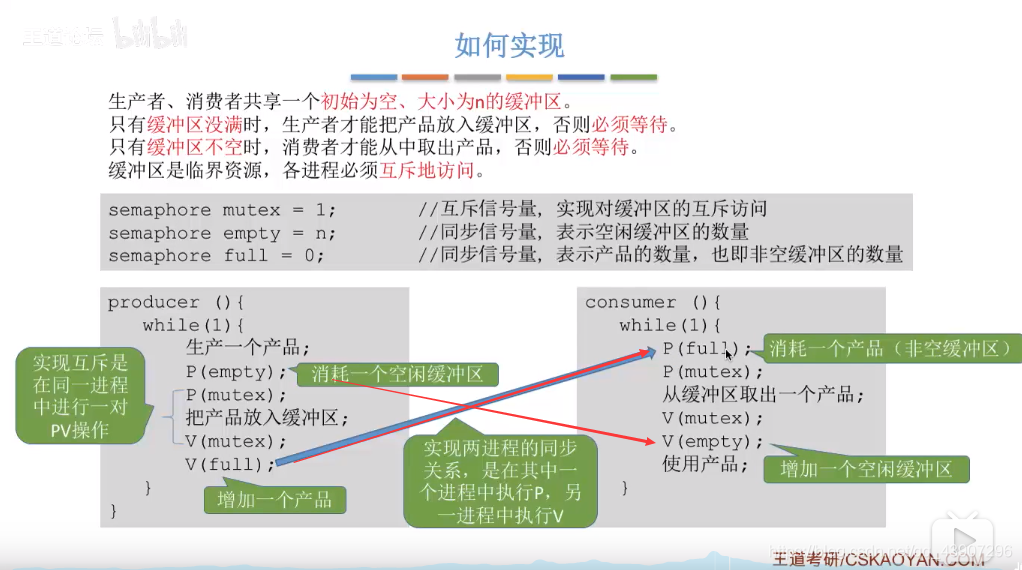 王道考研 bilibili
如何实现
生产者、消费者共享一个初始为空、大小为n的缓冲区。
只有缓冲区没满时，生产者才能把产品放入缓冲区，否则必须等待。
只有缓冲区不空时，消费者才能从中取出产品，否则必须等待。
缓冲区是临界资源，各进程必须互斥地访问。
semaphore mutex = 1; //互斥信号量，实现对缓冲区的互斥访问
semaphore empty = n; //同步信号量，表示空闲缓冲区的数量
semaphore full = 0; //同步信号量，表示产品的数量，也即非空缓冲区的数量
producer (){
while(1){
生产一个产品;
P(empty);
P(mutex);
把产品放入缓冲区;
V(mutex);
V(full);
}
}
实现互斥是
在同一进程
中进行一对
PV操作
消耗一个空闲缓冲区
增加一个产品
实现两进程的同步
关系，是在其中一
个进程中执行P，另
一进程中执行V
consumer (){
while(1){
P(full);
P(mutex);
从缓冲区取出一个产品;
V(mutex);
V(empty);
使用产品;
}
消耗一个产品（非空缓冲区）
增加一个空闲缓冲区
王道考研/CSKAOYAN.COM